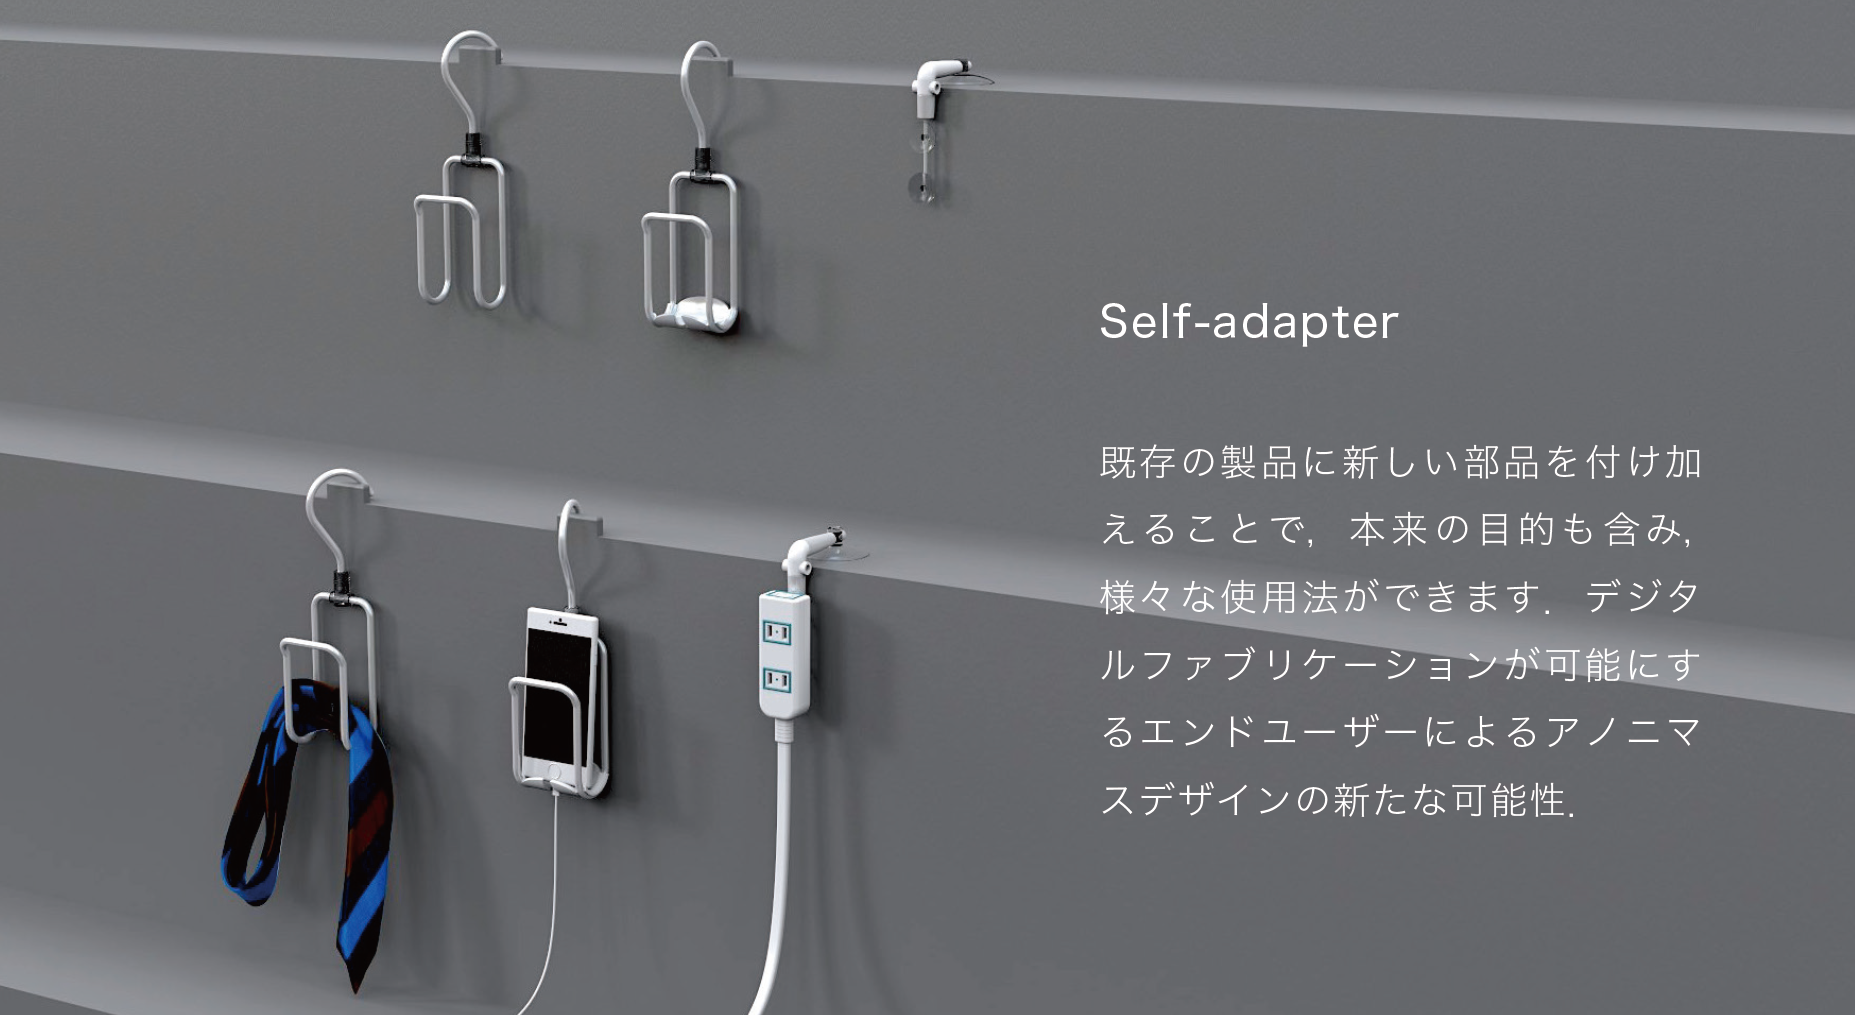 Self-adapter
既存の製品に新しい部品を付け加
えることで，本来の目的も含み，
様々な使用法ができます．デジタ
ルファブリケーションが可能にす
るエンドユーザーによるアノニマ
スデザインの新たな可能性．